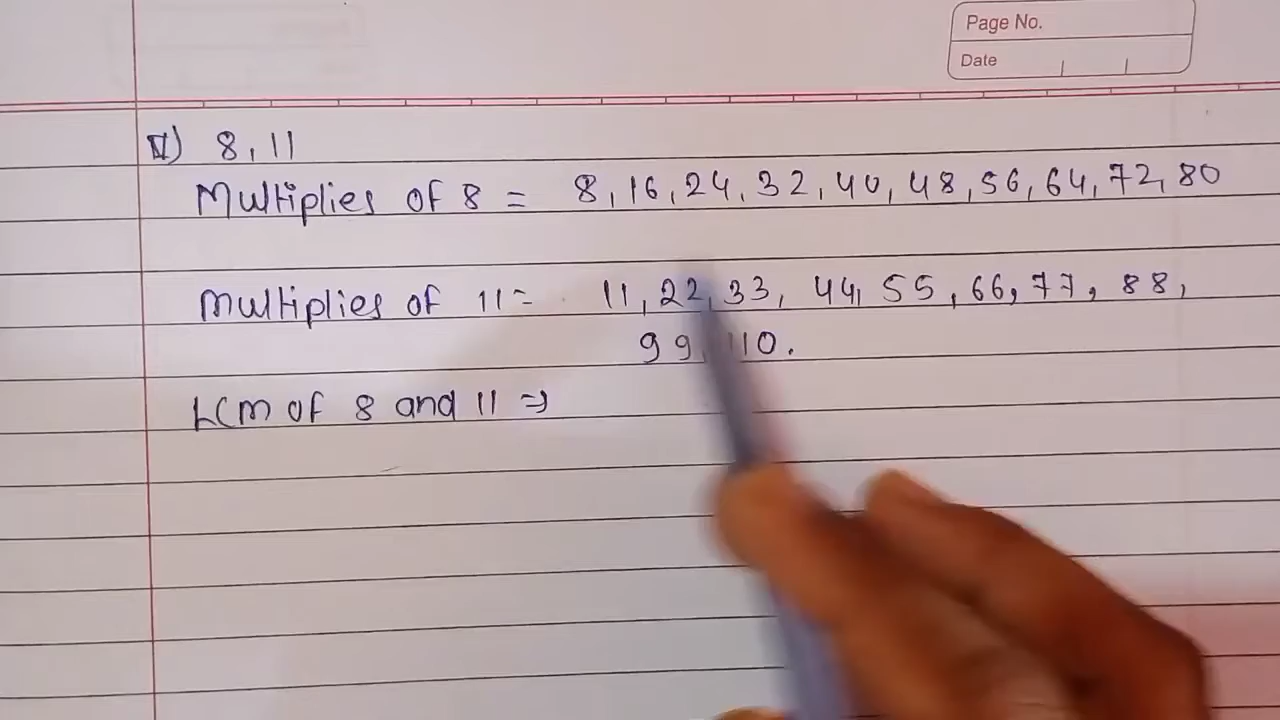 Page No.
Date
IV) 8, 11
Multiplies of 8 = 8, 16, 24, 32, 40, 48, 56, 64, 72, 80
Multiplies of 11 = 11, 22, 33, 44, 55, 66, 77, 88,
99, 110.
LCM of 8 and 11 ⇒